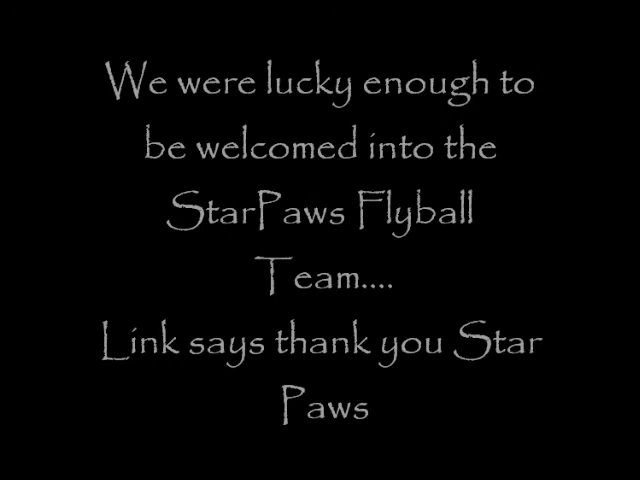 We were lucky enough to
be welcomed into the
StarPaws Flyball
Team....
Link says thank you Star
Paws